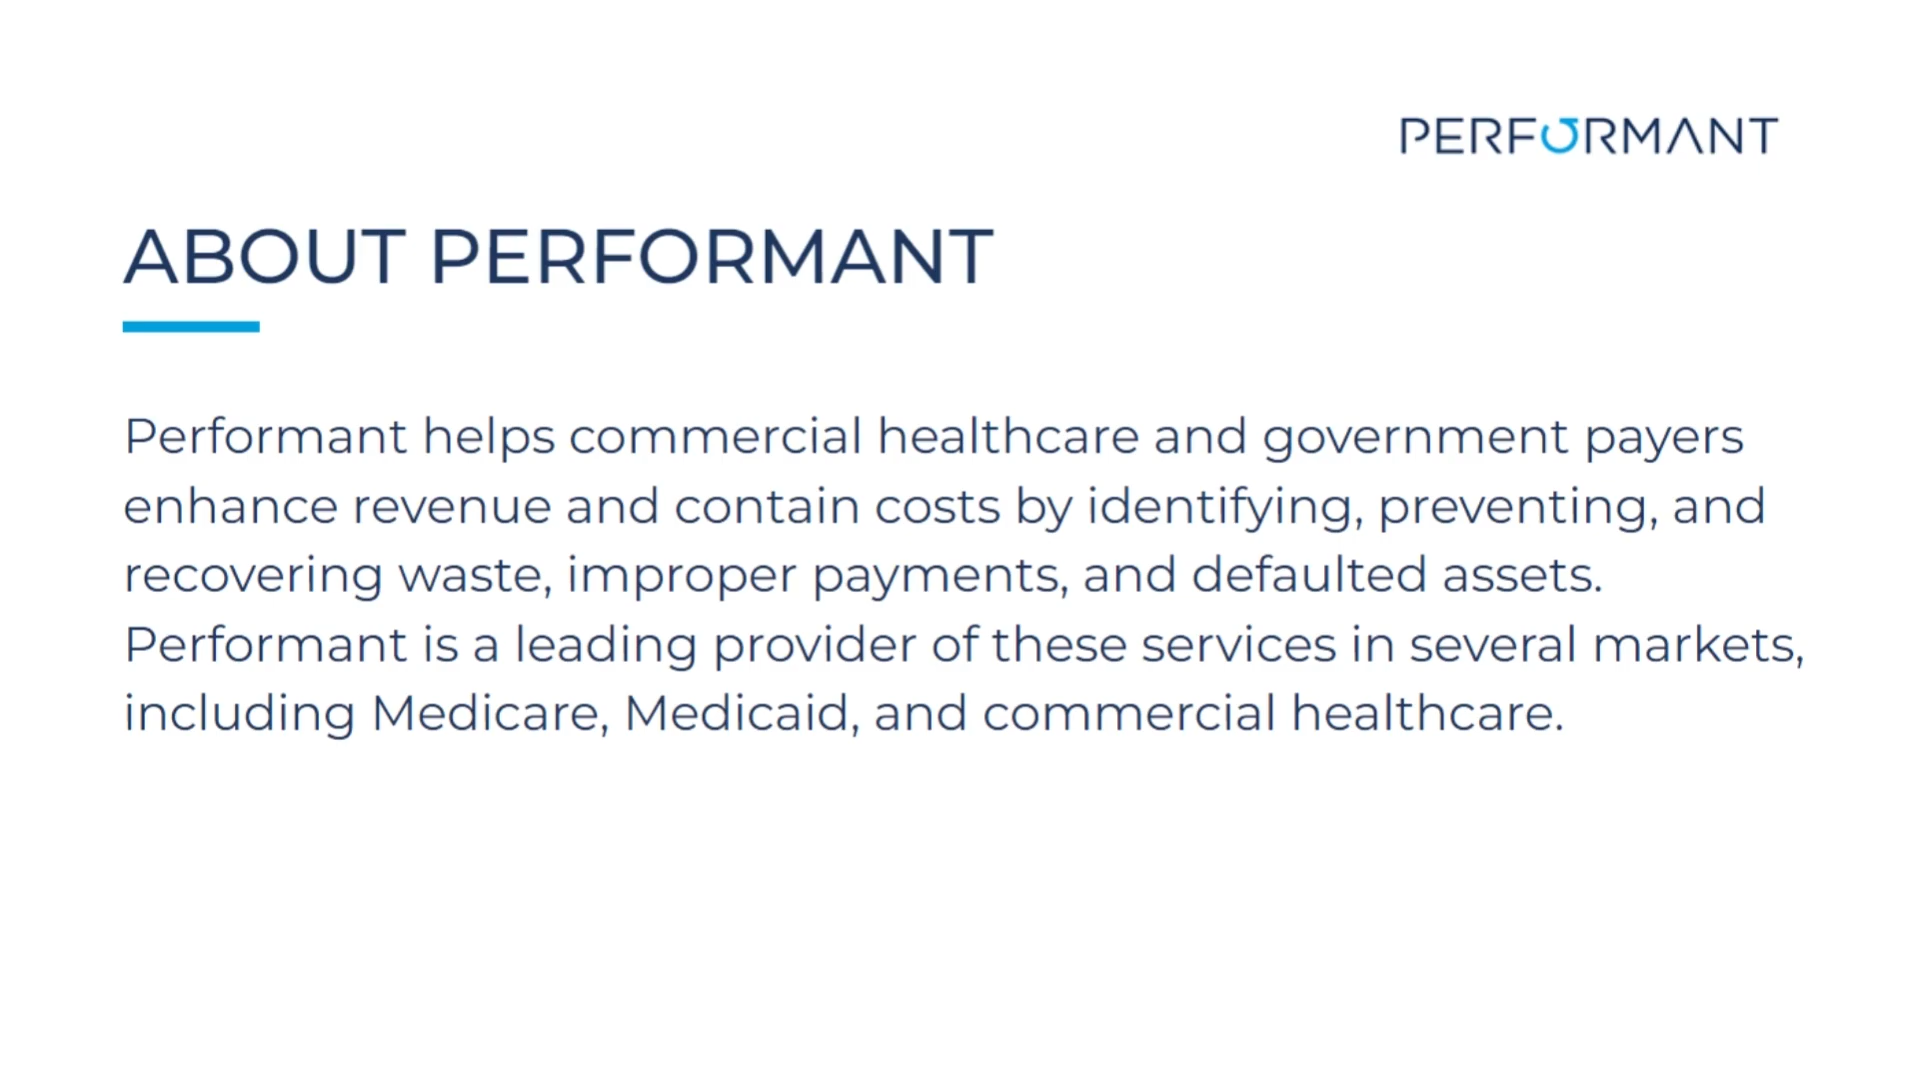 PERFORMANT
ABOUT PERFORMANT
Performant helps commercial healthcare and government payers
enhance revenue and contain costs by identifying, preventing, and
recovering waste, improper payments, and defaulted assets.
Performant is a leading provider of these services in several markets,
including Medicare, Medicaid, and commercial healthcare.